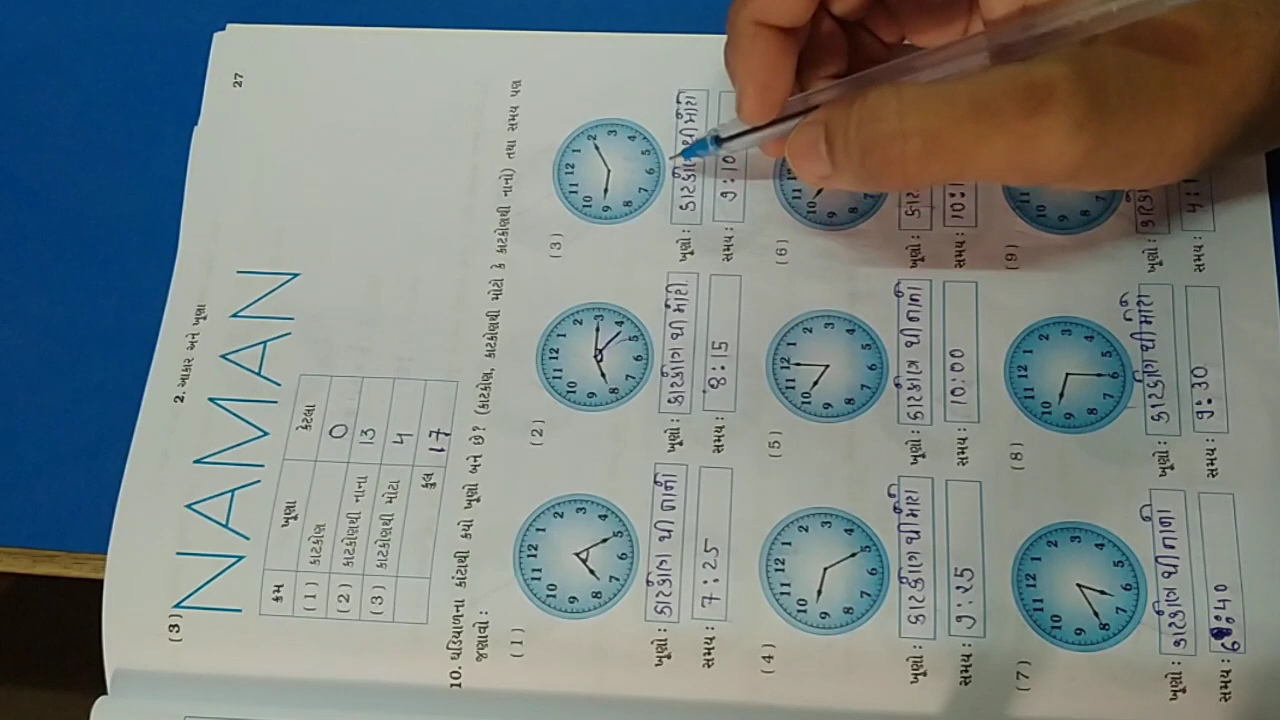 2. આકાર અને ખૂણા
27
(3) NAMAN
ક્રમ ખૂણા કેટલા
(1) કાટકોણ 0
(2) કાટકોણથી નાના 13
(3) કાટકોણથી મોટા 4
કુલ 17
10. ઘડિયાળના કાંટાથી કયો ખૂણો બને છે? (કાટકોણ, કાટકોણથી મોટો કે કાટકોણથી નાનો) તથા સમય પણ
જણાવો :
(1) (2) (3)
ખૂણો : કાટકોણ થી નાનો ખૂણો : કાટકોણ થી મોટો ખૂણો :
સમય : 7:25 સમય : 8:15 સમય : 9:10
(4) (5) (6)
ખૂણો : કાટકોણ થી મોટો ખૂણો : કાટકોણ થી નાનો ખૂણો :
સમય : 9:25 સમય : 10:00 સમય :
(7) (8) (9)
ખૂણો : કાટકોણ થી નાનો ખૂણો : કાટકોણ થી મોટો ખૂણો :
સમય : સમય : 9:30 સમય :